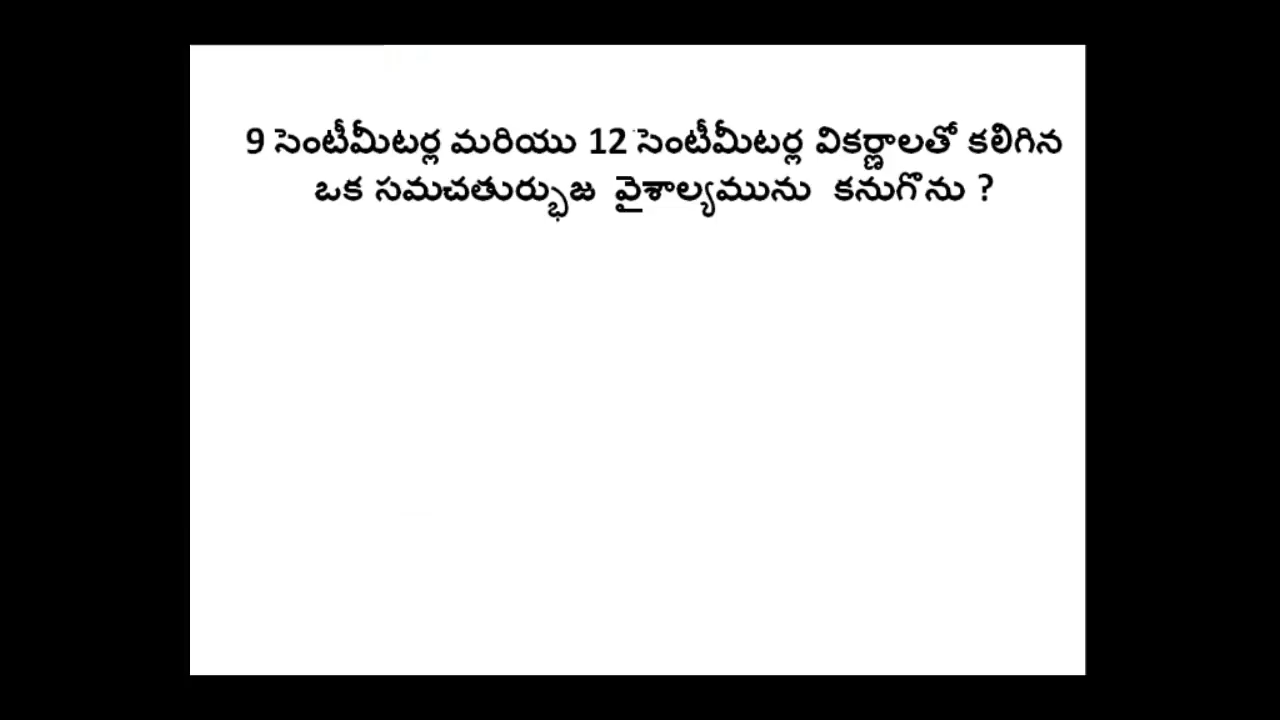 9 సెంటీమీటర్ల మరియు 12 సెంటీమీటర్ల వికర్ణాలతో కలిగిన
ఒక సమచతుర్భుజ వైశాల్యమును కనుగొను ?